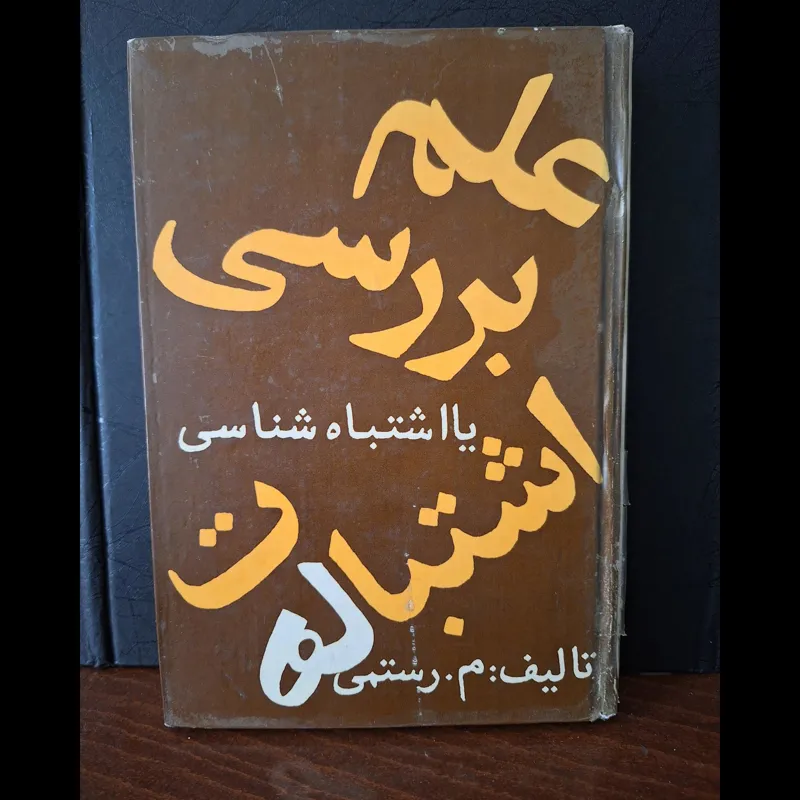 علم
بررسی
یا اشتباه شناسی
اشتباهات
تالیف: م. رستمی